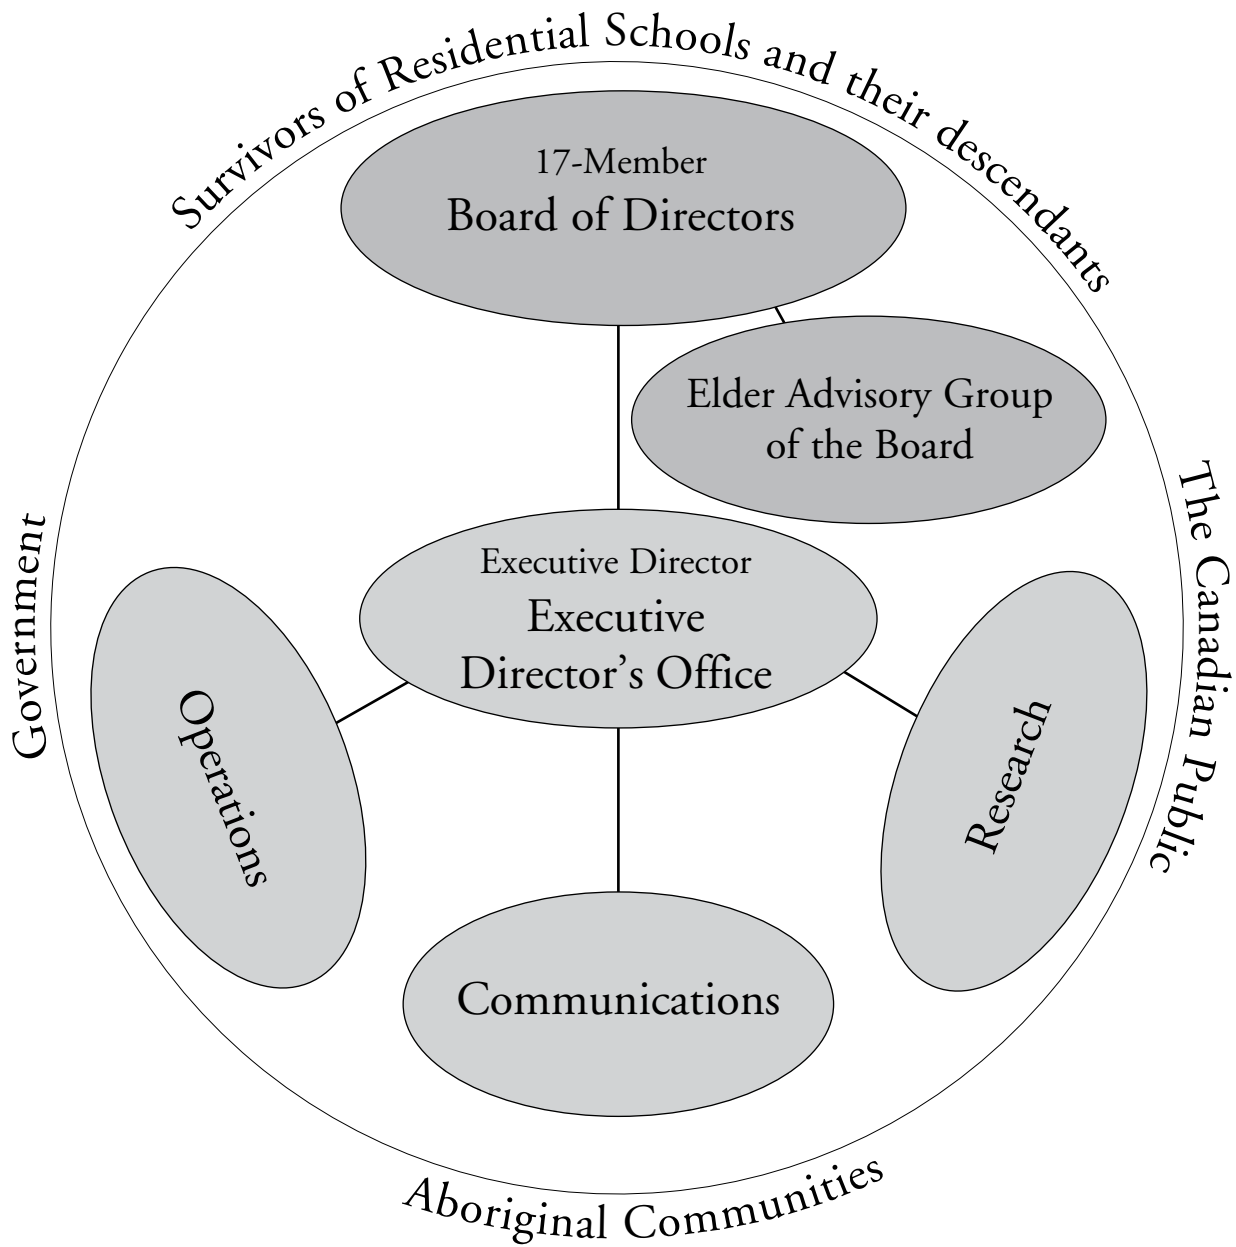 Survivors of Residential Schools and their descendants
17-Member
Board of Directors
Elder Advisory Group
of the Board
The Canadian Public
Government
Executive Director
Executive
Director’s Office
Operations
Research
Communications
Aboriginal Communities